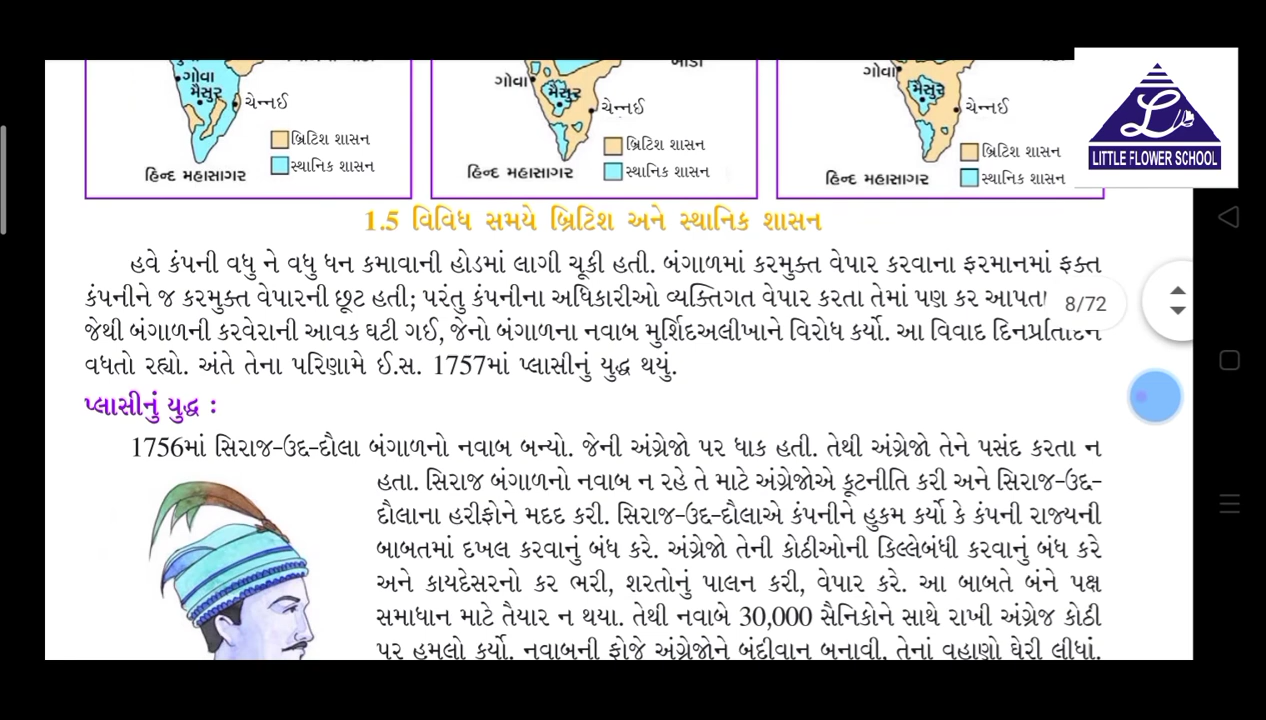 ગોવા
મૈસુર
ચેન્નઈ
બ્રિટિશ શાસન
સ્થાનિક શાસન
હિન્દ મહાસાગર
ગોવા
મૈસુર
ચેન્નઈ
બ્રિટિશ શાસન
સ્થાનિક શાસન
હિન્દ મહાસાગર
ગોવા
મૈસુર
ચેન્નઈ
બ્રિટિશ શાસન
સ્થાનિક શાસન
હિન્દ મહાસાગર
LITTLE FLOWER SCHOOL
1.5 વિવિધ સમયે બ્રિટિશ અને સ્થાનિક શાસન
હવે કંપની વધુ ને વધુ ધન કમાવાની હોડમાં લાગી ચૂકી હતી. બંગાળમાં કરમુક્ત વેપાર કરવાના ફરમાનમાં ફક્ત
કંપનીને જ કરમુક્ત વેપારની છૂટ હતી; પરંતુ કંપનીના અધિકારીઓ વ્યક્તિગત વેપાર કરતા તેમાં પણ કર આપતા
8/72
જેથી બંગાળની કરવેરાની આવક ઘટી ગઈ, જેનો બંગાળના નવાબ મુર્શિદઅલીખાને વિરોધ કર્યો. આ વિવાદ દિનપ્રતિદિન
વધતો રહ્યો. અંતે તેના પરિણામે ઈ.સ. 1757માં પ્લાસીનું યુદ્ધ થયું.
પ્લાસીનું યુદ્ધ :
1756માં સિરાજ-ઉદ્દ-દૌલા બંગાળનો નવાબ બન્યો. જેની અંગ્રેજો પર ધાક હતી. તેથી અંગ્રેજો તેને પસંદ કરતા ન
હતા. સિરાજ બંગાળનો નવાબ ન રહે તે માટે અંગ્રેજોએ કૂટનીતિ કરી અને સિરાજ-ઉદ્દ-
દૌલાના હરીફોને મદદ કરી. સિરાજ-ઉદ્દ-દૌલાએ કંપનીને હુકમ કર્યો કે કંપની રાજ્યની
બાબતમાં દખલ કરવાનું બંધ કરે. અંગ્રેજો તેની કોઠીઓની કિલ્લેબંધી કરવાનું બંધ કરે
અને કાયદેસરનો કર ભરી, શરતોનું પાલન કરી, વેપાર કરે. આ બાબતે બંને પક્ષ
સમાધાન માટે તૈયાર ન થયા. તેથી નવાબે 30,000 સૈનિકોને સાથે રાખી અંગ્રેજ કોઠી
પર હુમલો કર્યો. નવાબની ફોજે અંગ્રેજોને બંદીવાન બનાવી, તેનાં વહાણો ઘેરી લીધાં.